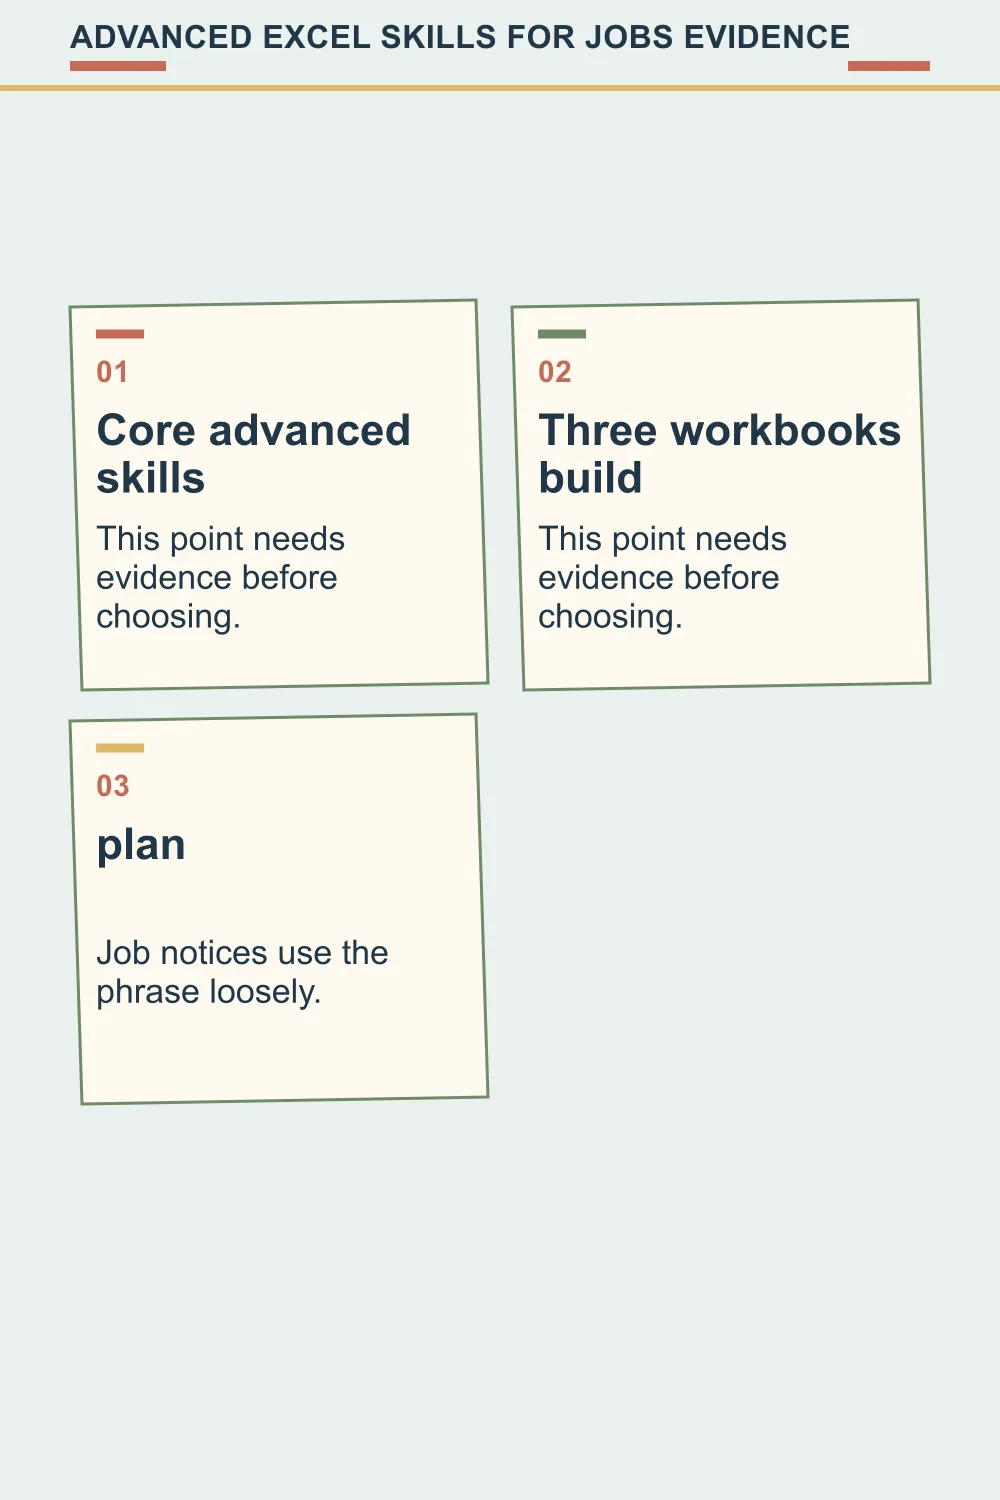 ADVANCED EXCEL SKILLS FOR JOBS EVIDENCE
01
Core advanced
skills
This point needs
evidence before
choosing.
02
Three workbooks
build
This point needs
evidence before
choosing.
03
plan
Job notices use the
phrase loosely.